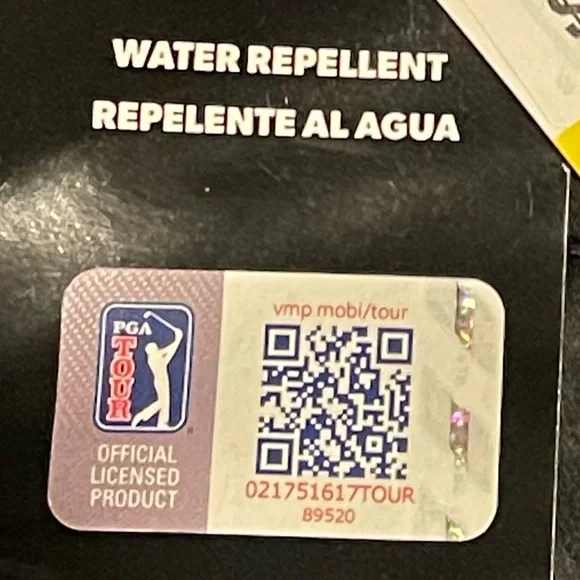 WATER REPELLENT
REPELENTE AL AGUA
PGA
TOUR
OFFICIAL
LICENSED
PRODUCT
vmp mobi/tour
021751617TOUR
89520